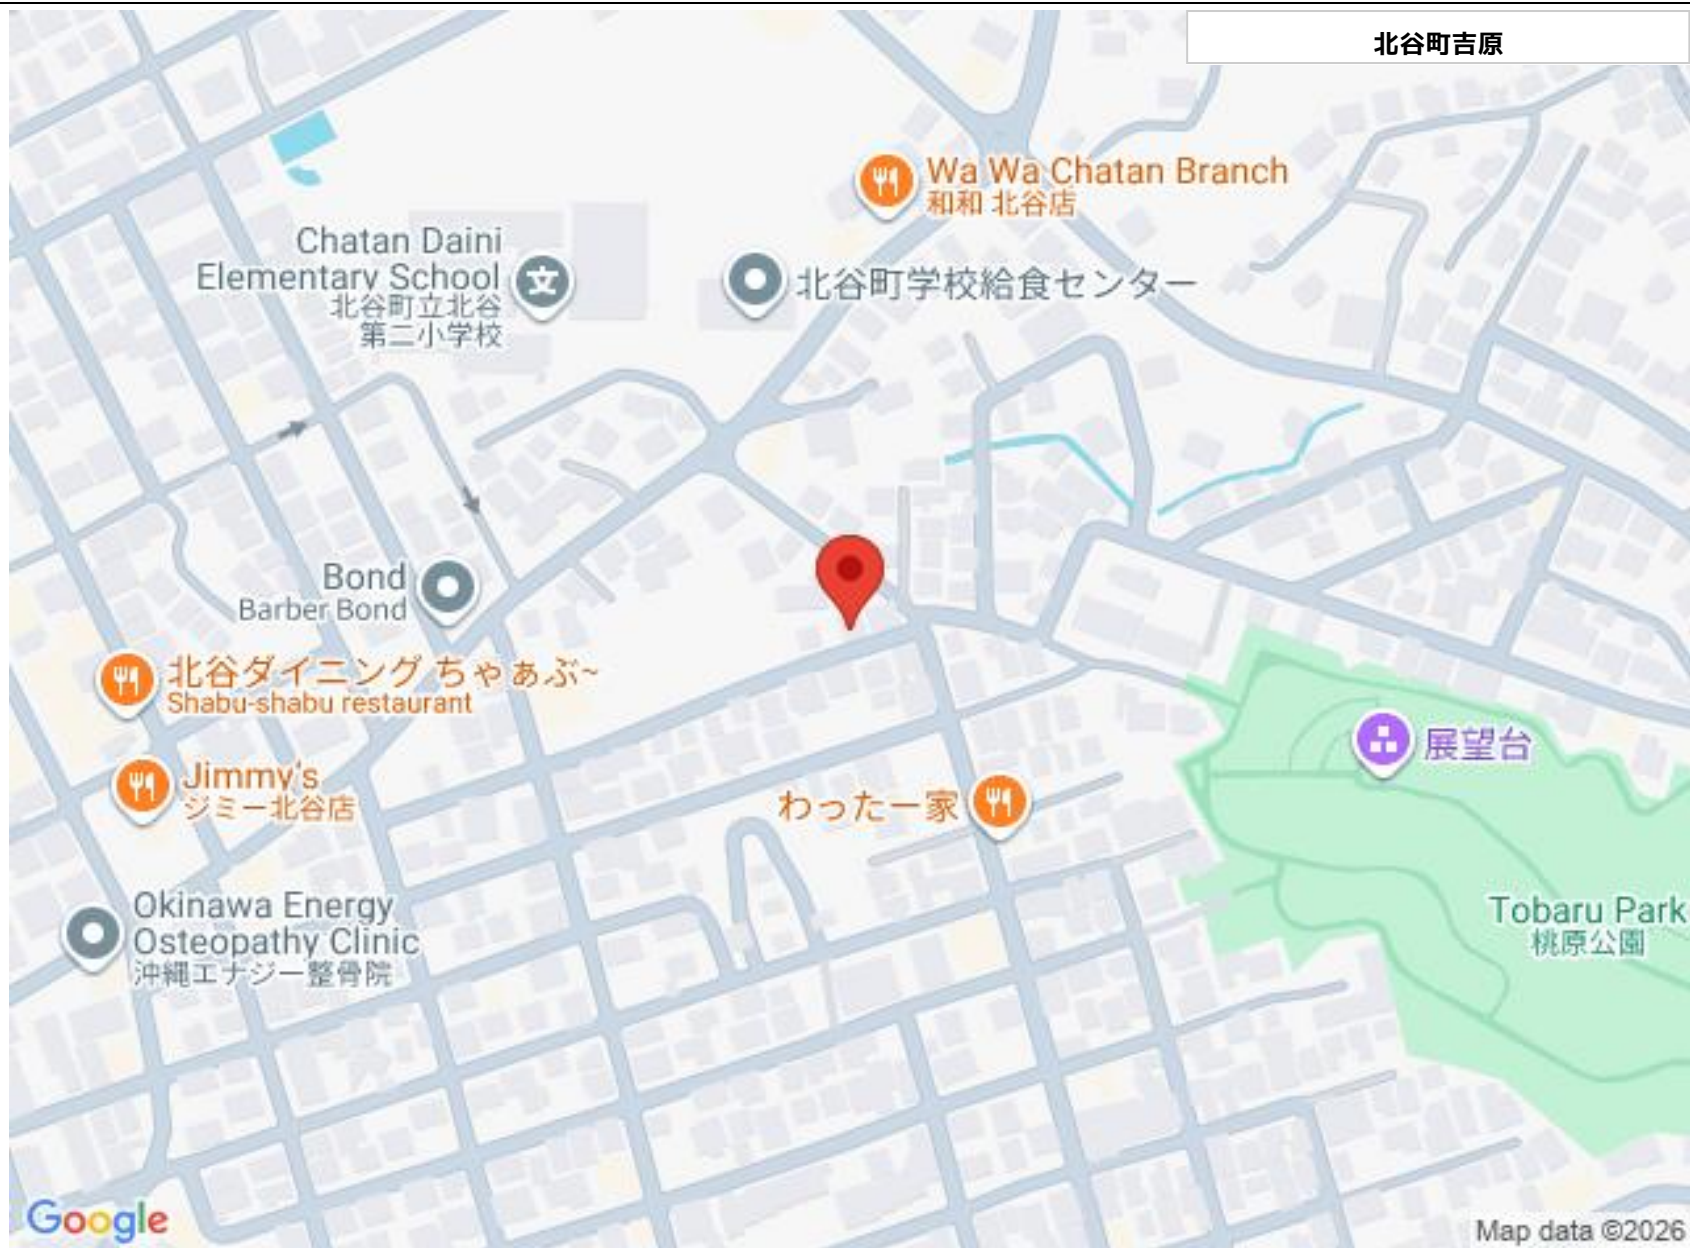 北谷町吉原
Wa Wa Chatan Branch
和和 北谷店
Chatan Daini
Elementary School
北谷町立北谷
第二小学校
北谷町学校給食センター
Bond
Barber Bond
北谷ダイニング ちゃぁぶ~
Shabu-shabu restaurant
展望台
Jimmy's
ジミー北谷店
わったー家
Okinawa Energy
Osteopathy Clinic
沖縄エナジー整骨院
Tobaru Park
桃原公園
Google
Map data ©2026